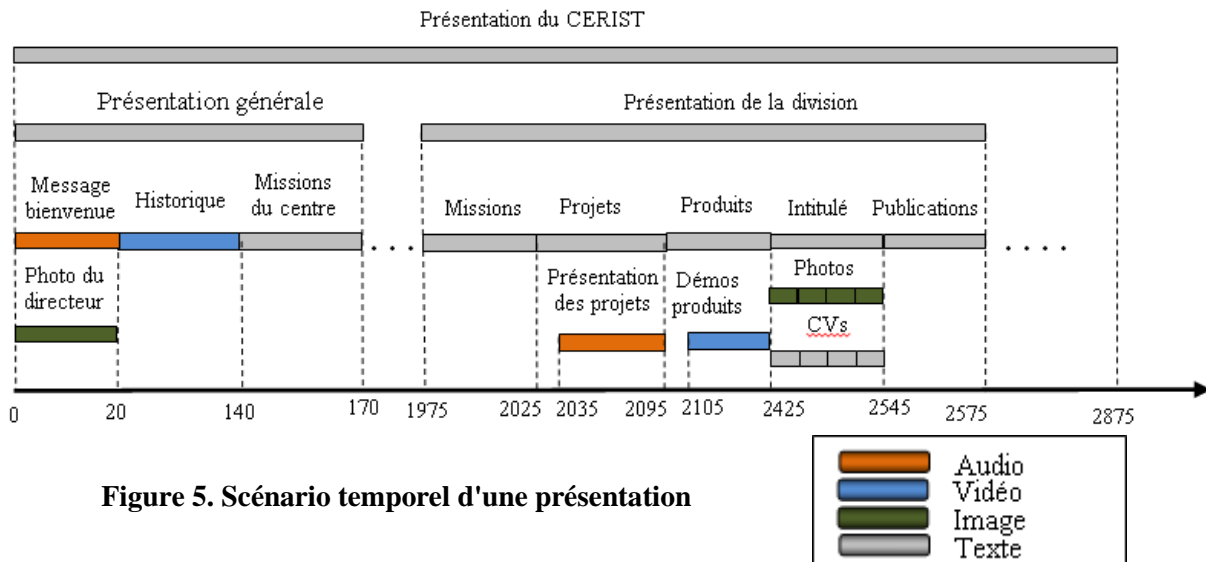 Présentation du CERIST
Présentation générale
Présentation de la division
Message
bienvenue
Historique
Missions
du centre
Missions
Projets
Produits
Intitulé
Publications
. . .
. . . .
Photo du
directeur
Présentation
des projets
Démos
produits
Photos
CVs
0 20 140 170 1975 2025 2035 2095 2105 2425 2545 2575 2875
Figure 5. Scénario temporel d'une présentation
Audio
Vidéo
Image
Texte